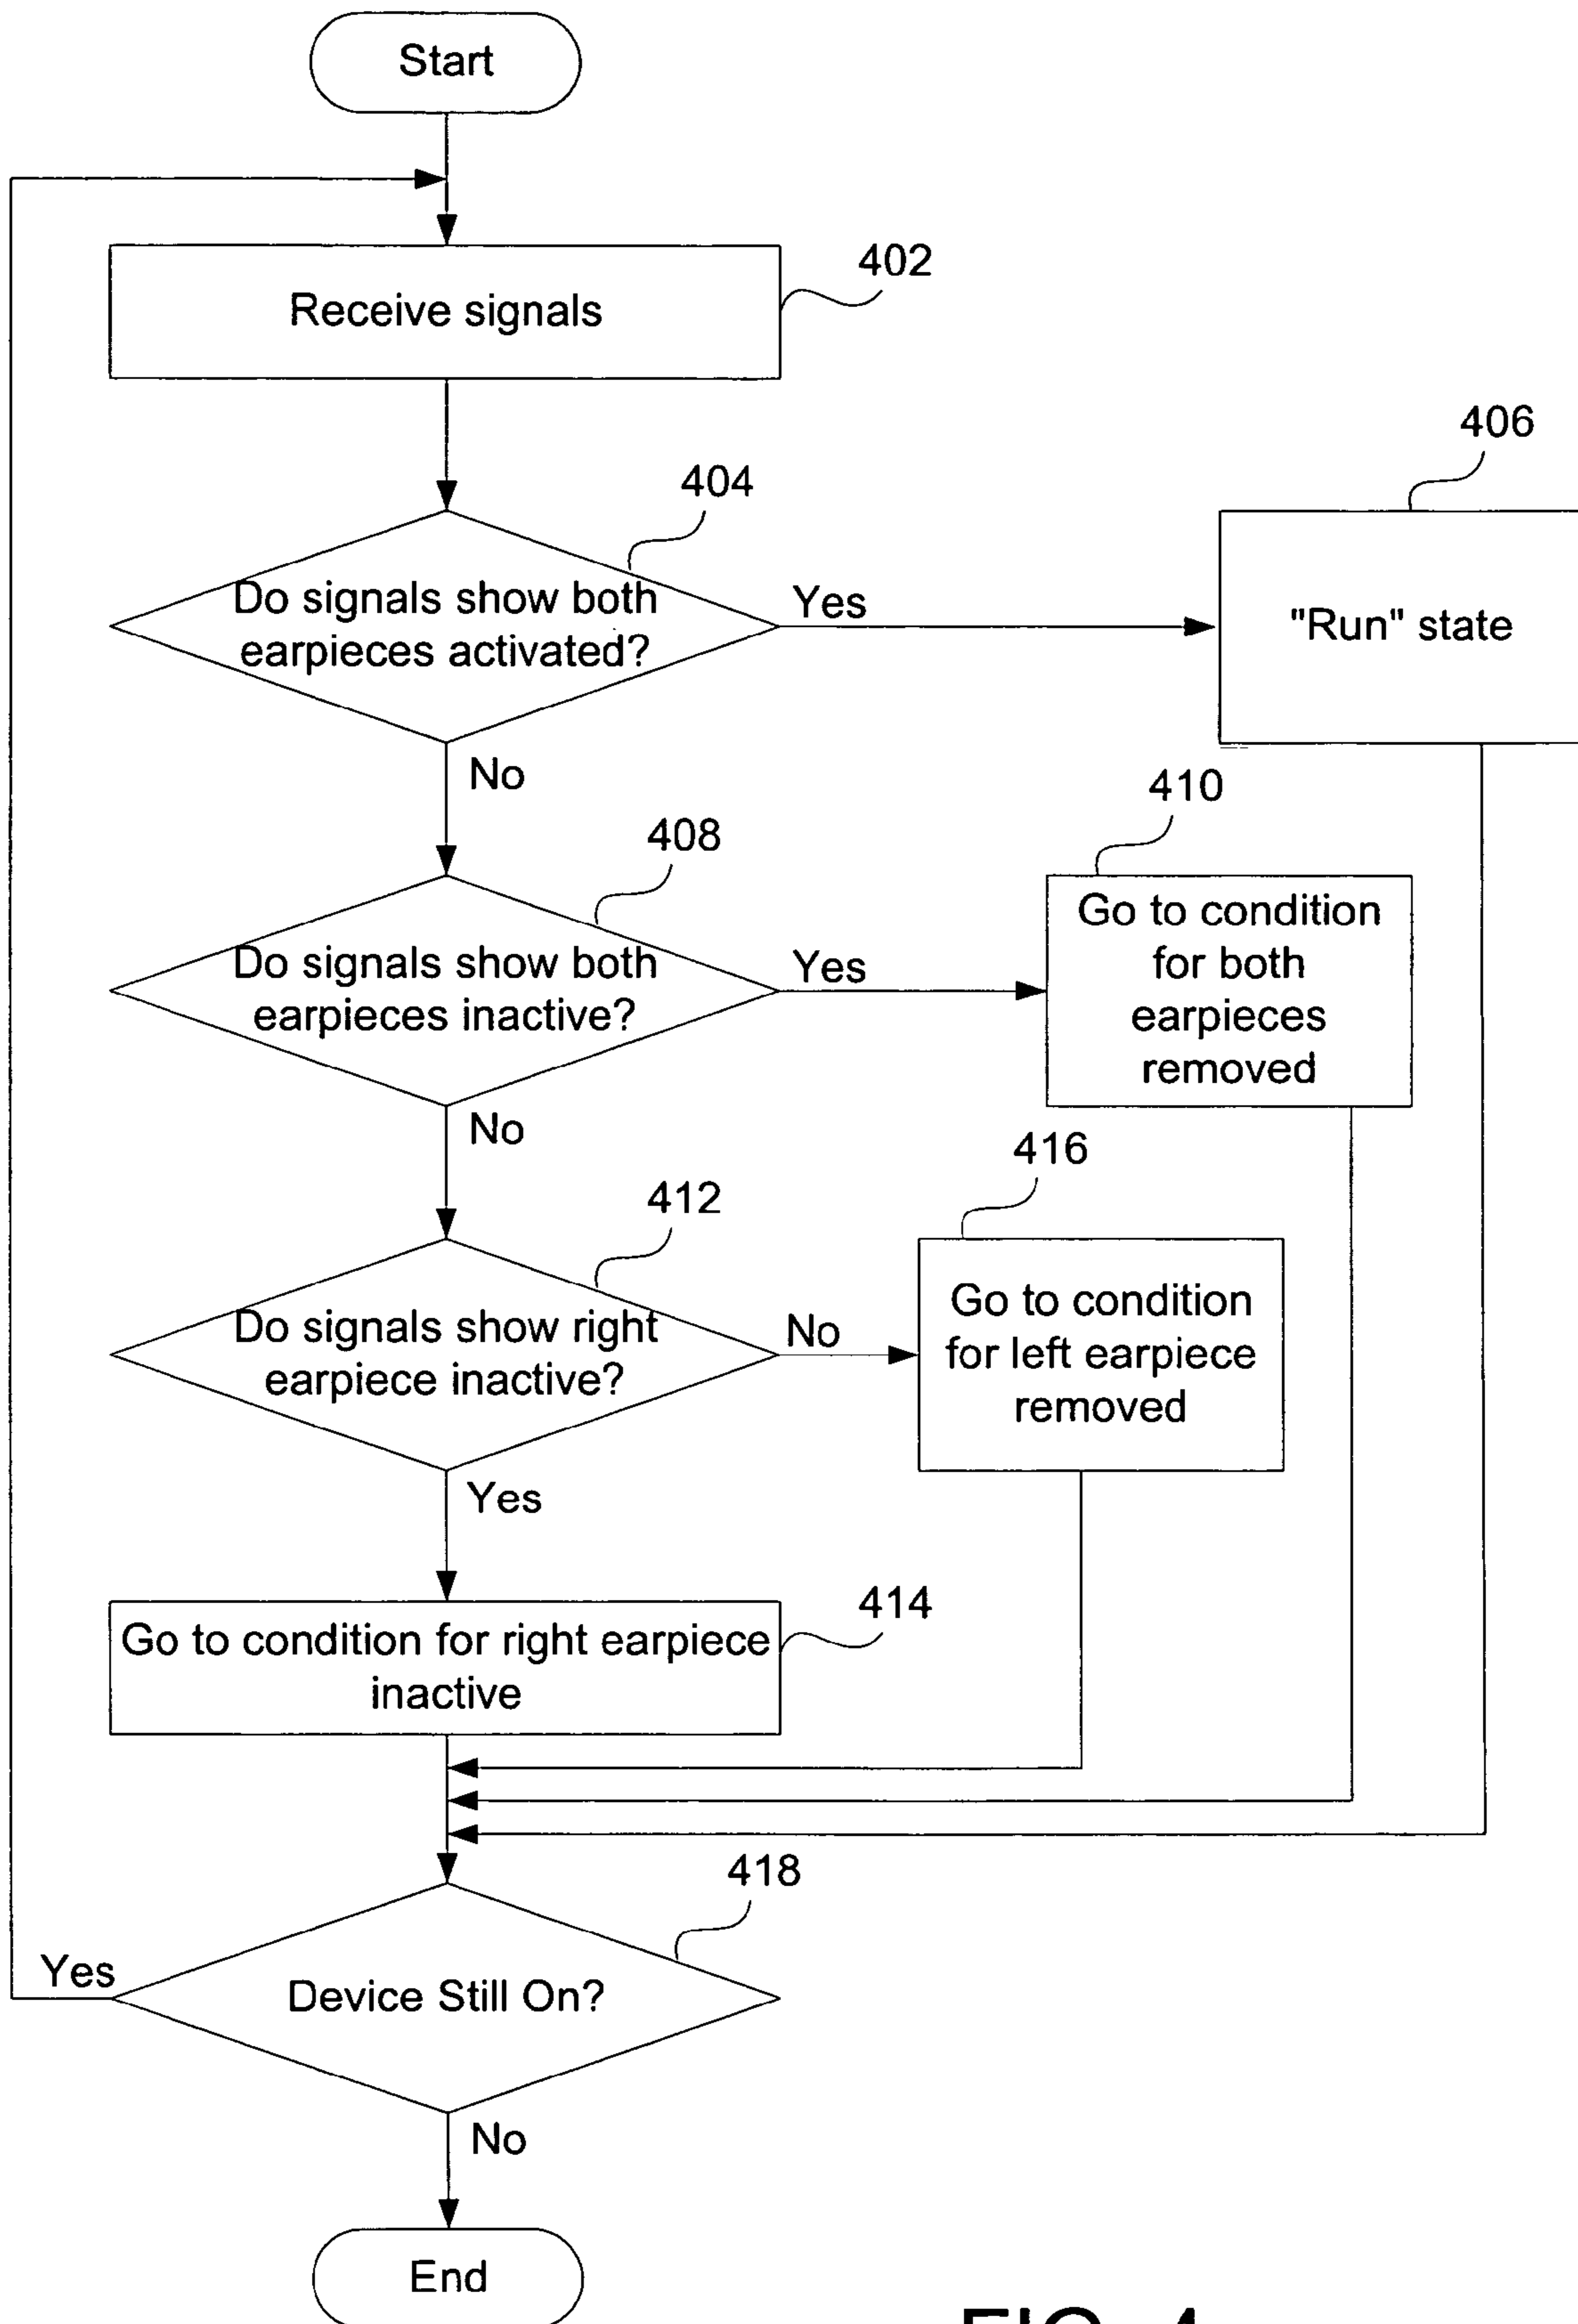 Start
402
Receive signals
406
404
Do signals show both
earpieces activated?
Yes
"Run" state
No
410
408
Do signals show both
earpieces inactive?
Yes
Go to condition
for both
earpieces
removed
No
416
412
Do signals show right
earpiece inactive?
No
Go to condition
for left earpiece
removed
Yes
414
Go to condition for right earpiece
inactive
418
Device Still On?
Yes
No
End